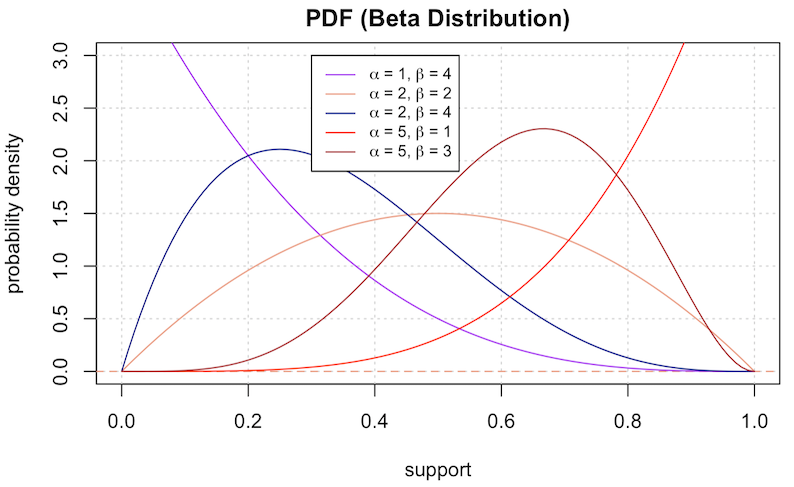 PDF (Beta Distribution)
probability density
3.0
2.5
2.0
1.5
1.0
0.5
0.0
α = 1, β = 4
α = 2, β = 2
α = 2, β = 4
α = 5, β = 1
α = 5, β = 3
0.0 0.2 0.4 0.6 0.8 1.0
support